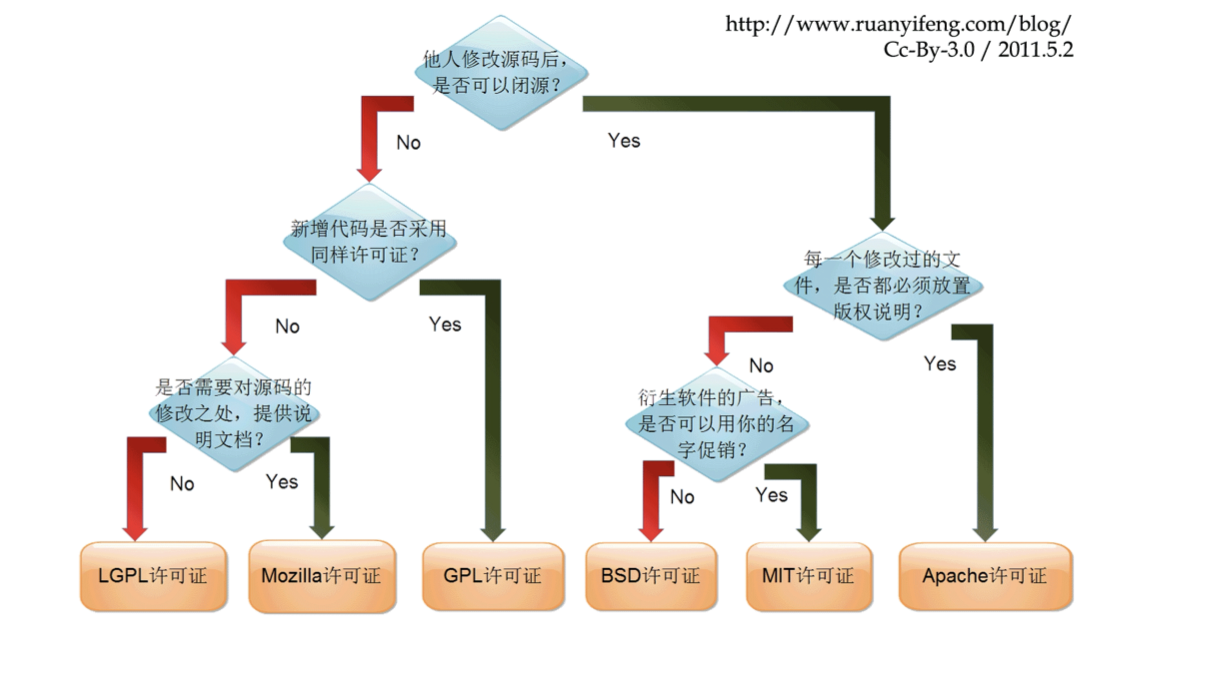 http://www.ruanyifeng.com/blog/
Cc-By-3.0 / 2011.5.2
他人修改源码后，
是否可以闭源？
No
Yes
新增代码是否采用
同样许可证？
每一个修改过的文
件，是否都必须放置
版权说明？
No
Yes
No
Yes
是否需要对源码的
修改之处，提供说
明文档？
衍生软件的广告，
是否可以用你的名
字促销？
No
Yes
No
Yes
LGPL许可证
Mozilla许可证
GPL许可证
BSD许可证
MIT许可证
Apache许可证